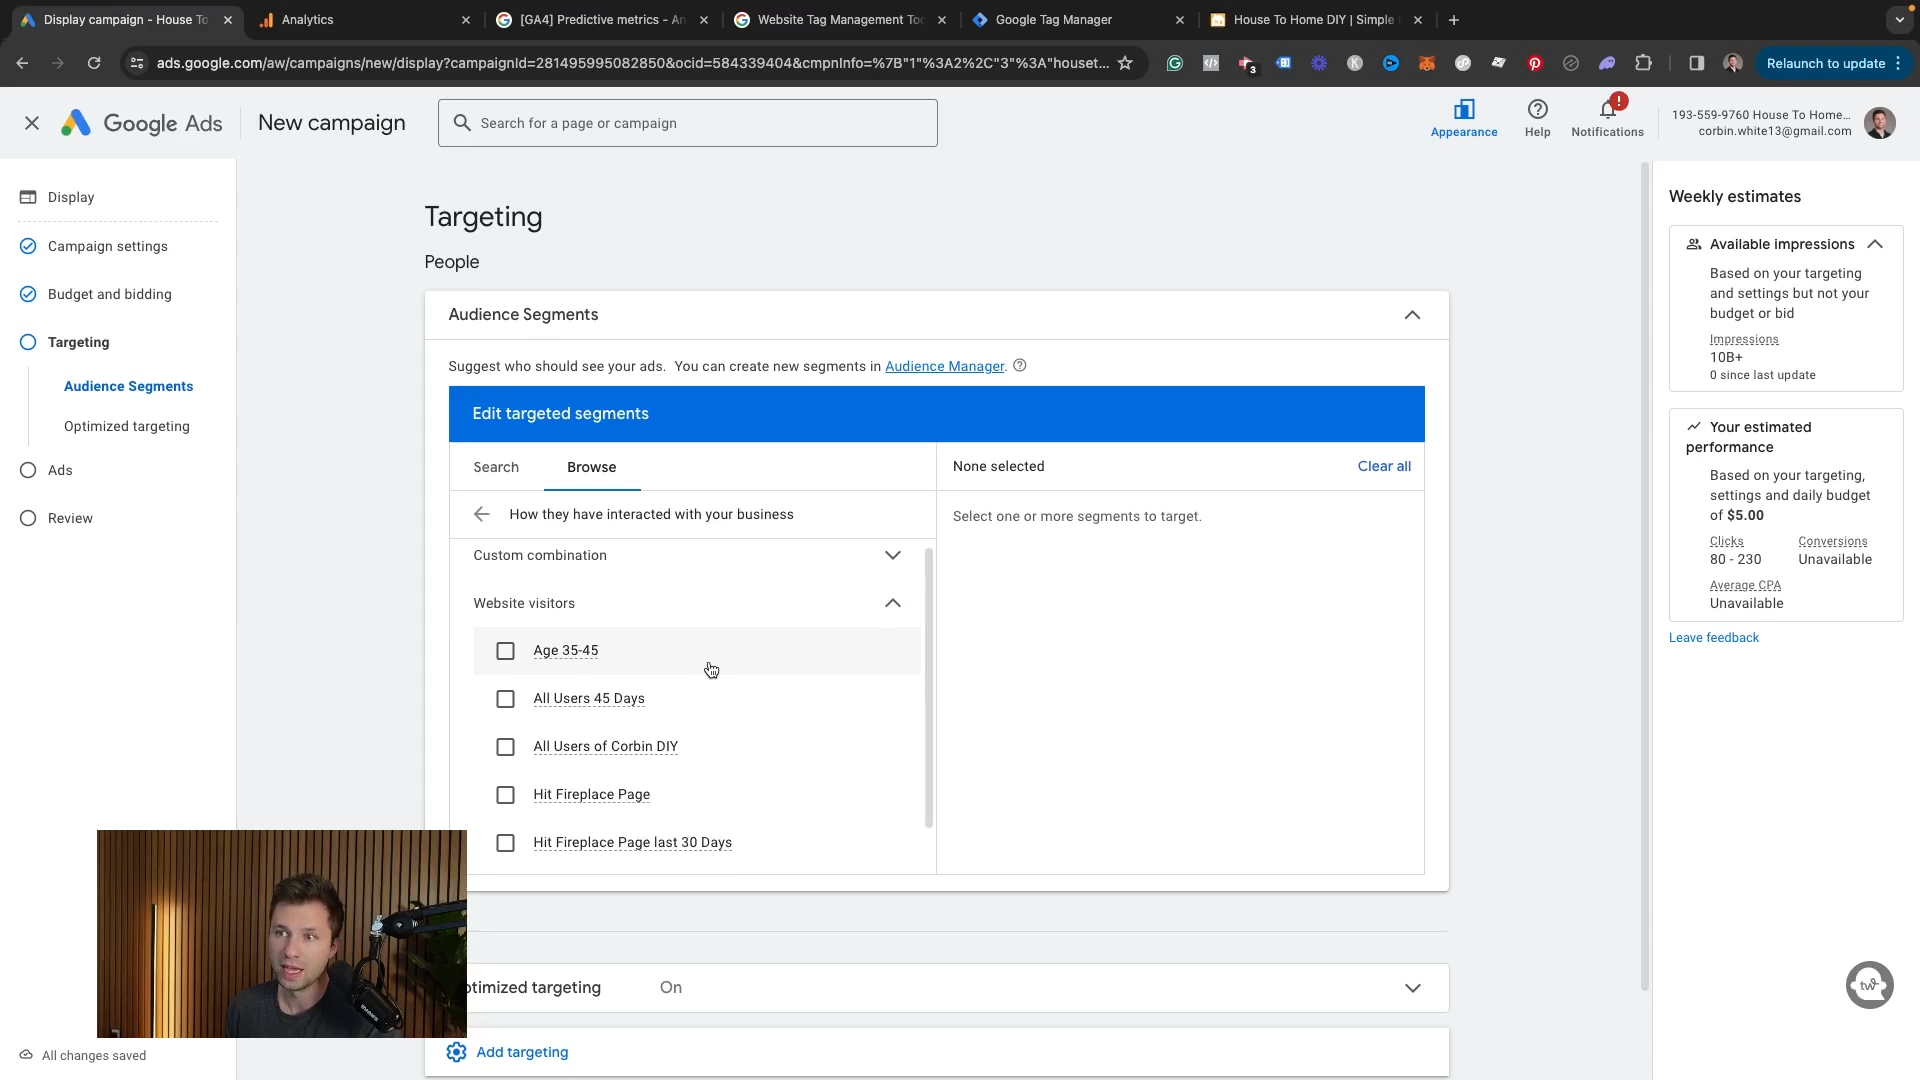 Display campaign - House To
Analytics
[GA4] Predictive metrics - An
Website Tag Management Too
Google Tag Manager
House To Home DIY | Simple
ads.google.com/aw/campaigns/new/display?campaignId=281495995082850&ocid=584339404&cmpnInfo=%7B"1"%3A2%2C"3"%3A"houset...
3
Relaunch to update
Google Ads
New campaign
Search for a page or campaign
Appearance
Help
!
Notifications
193-559-9760 House To Home...
corbin.white13@gmail.com
Display
Campaign settings
Budget and bidding
Targeting
Audience Segments
Optimized targeting
Ads
Review
All changes saved
Targeting
People
Audience Segments
Suggest who should see your ads. You can create new segments in Audience Manager.
Edit targeted segments
Search
Browse
None selected
Clear all
How they have interacted with your business
Select one or more segments to target.
Custom combination
Website visitors
Age 35-45
All Users 45 Days
All Users of Corbin DIY
Hit Fireplace Page
Hit Fireplace Page last 30 Days
ptimized targeting
On
Add targeting
Weekly estimates
Available impressions
Based on your targeting
and settings but not your
budget or bid
Impressions
10B+
0 since last update
Your estimated
performance
Based on your targeting,
settings and daily budget
of $5.00
Clicks
Conversions
80 - 230
Unavailable
Average CPA
Unavailable
Leave feedback